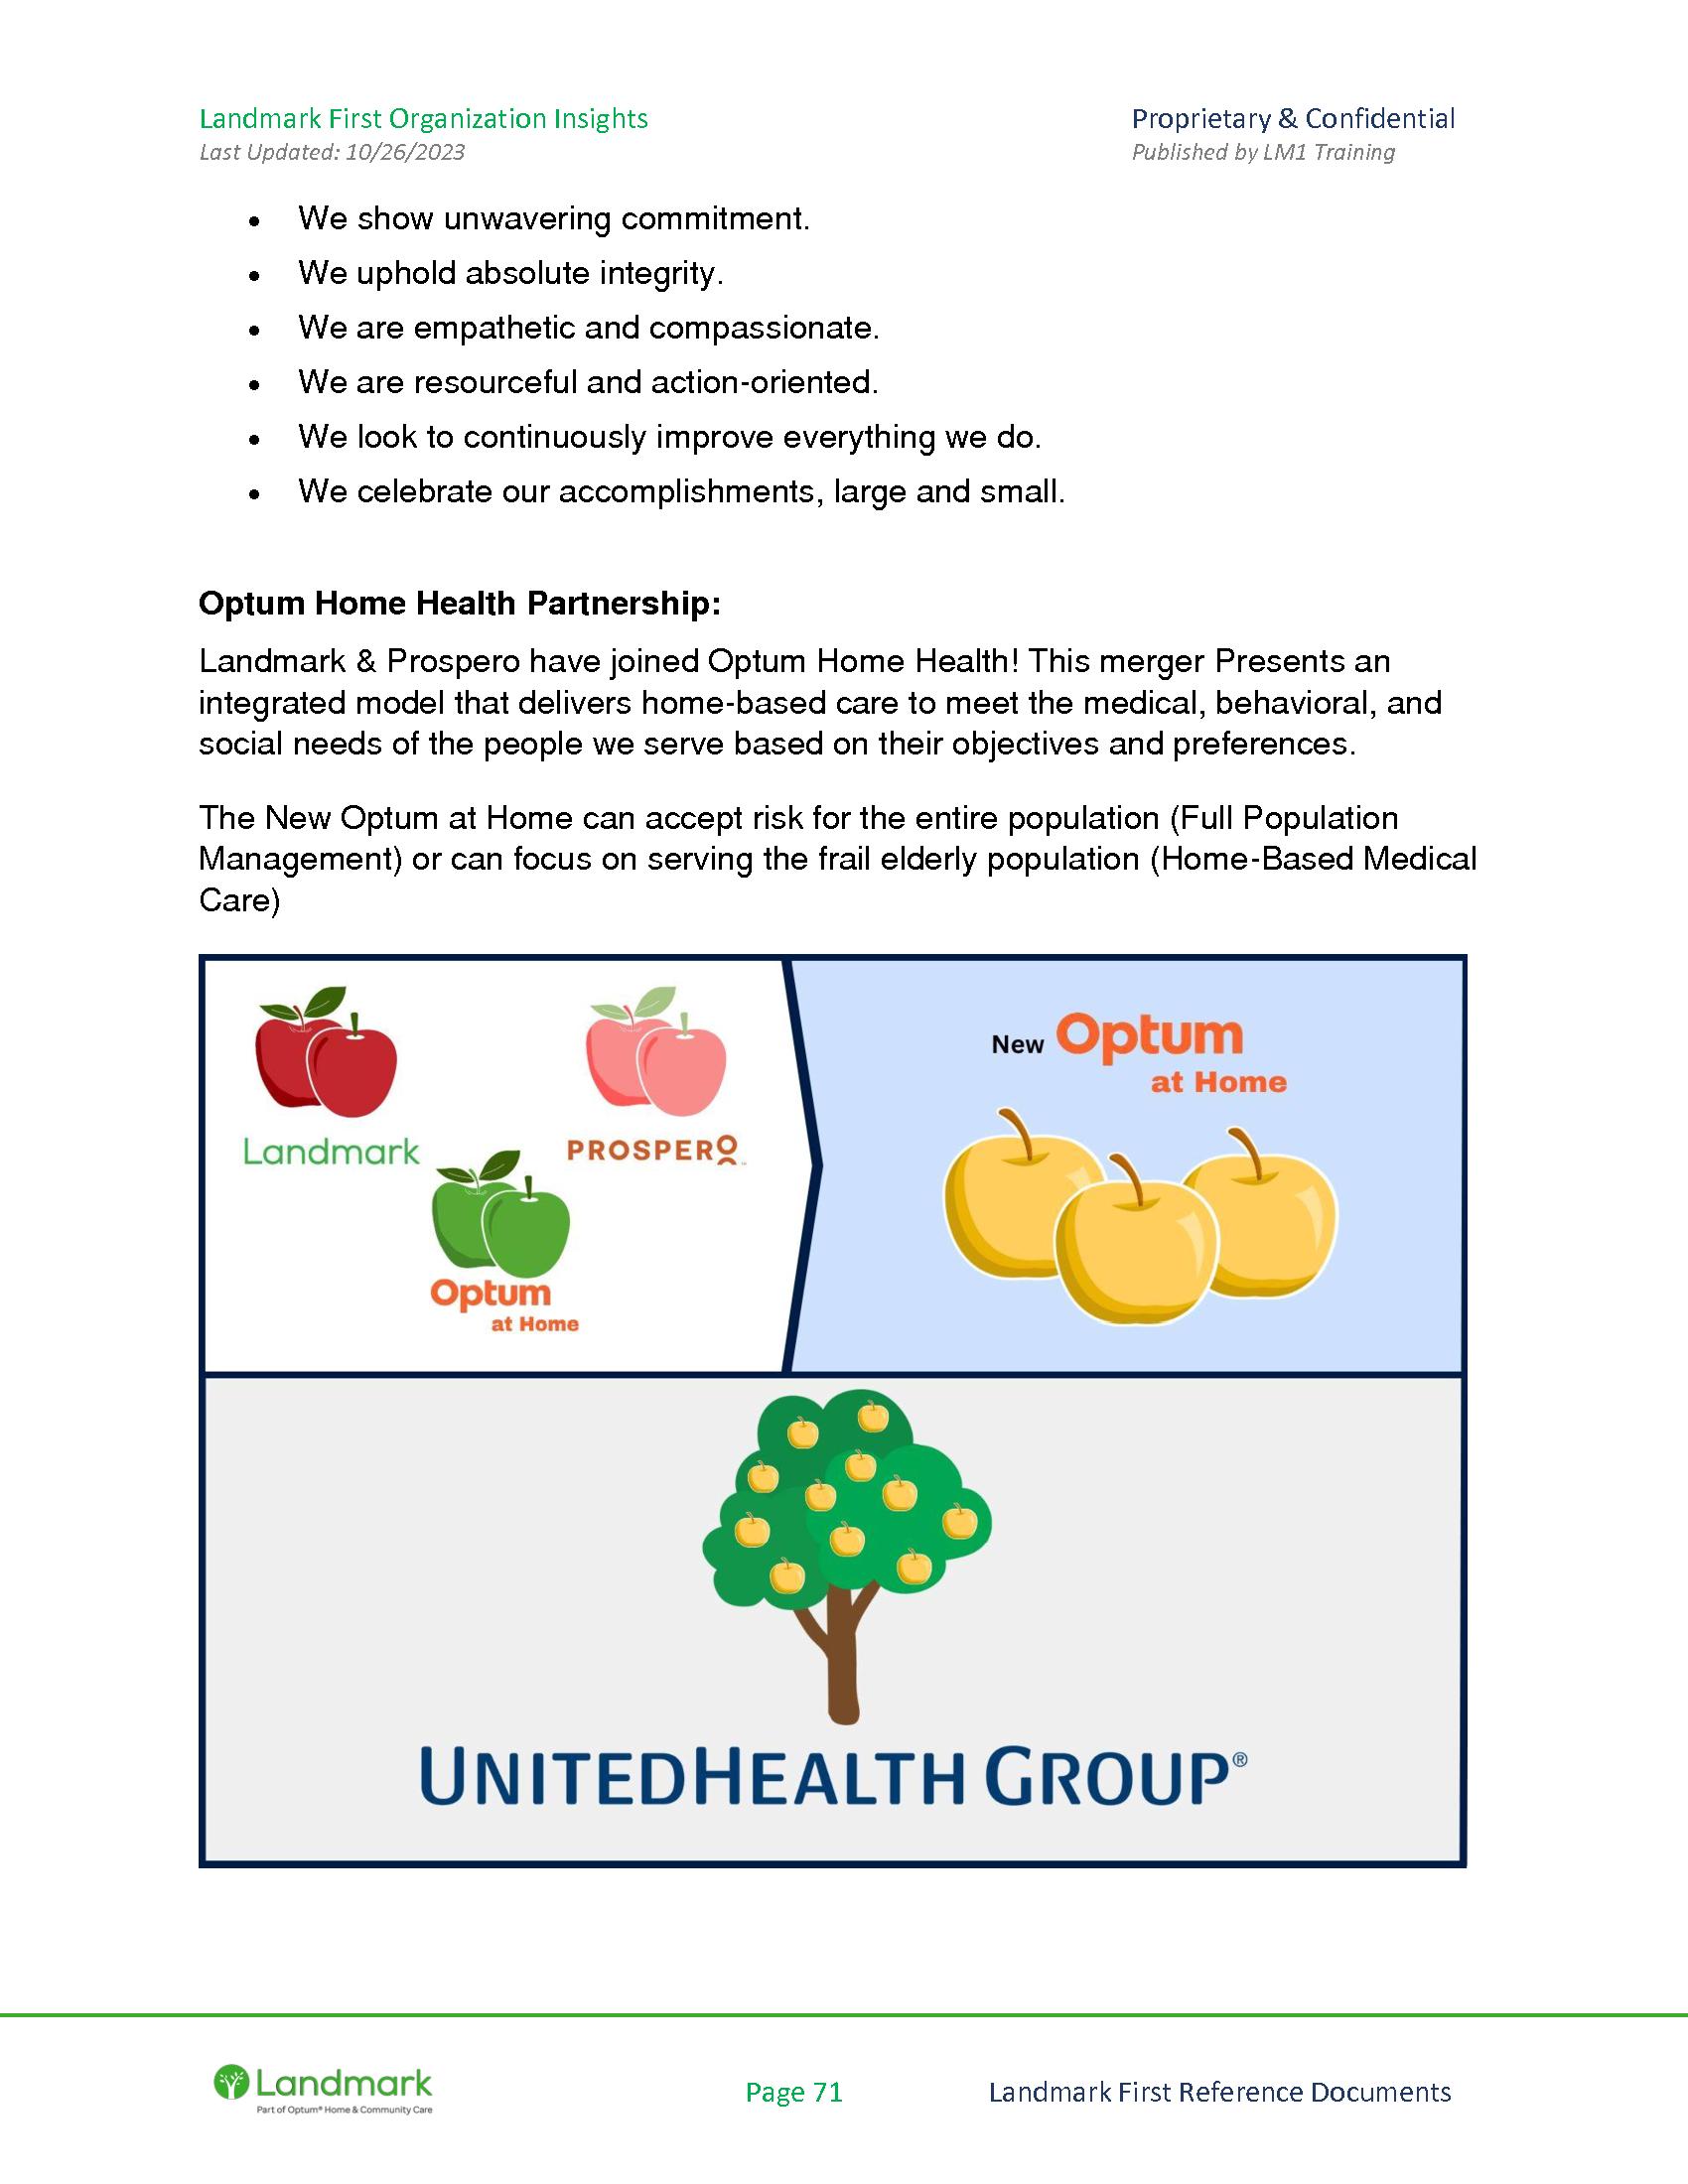 Landmark First Organization Insights
Proprietary & Confidential
Last Updated: 10/26/2023
Published by LM1 Training
• We show unwavering commitment.
• We uphold absolute integrity.
• We are empathetic and compassionate.
• We are resourceful and action-oriented.
• We look to continuously improve everything we do.
• We celebrate our accomplishments, large and small.
Optum Home Health Partnership:
Landmark & Prospero have joined Optum Home Health! This merger Presents an
integrated model that delivers home-based care to meet the medical, behavioral, and
social needs of the people we serve based on their objectives and preferences.
The New Optum at Home can accept risk for the entire population (Full Population
Management) or can focus on serving the frail elderly population (Home-Based Medical
Care)
Landmark
PROSPERO
Optum
at Home
New Optum
at Home
UNITEDHEALTH GROUP®
Landmark
Part of Optum® Home & Community Care
Page 71
Landmark First Reference Documents